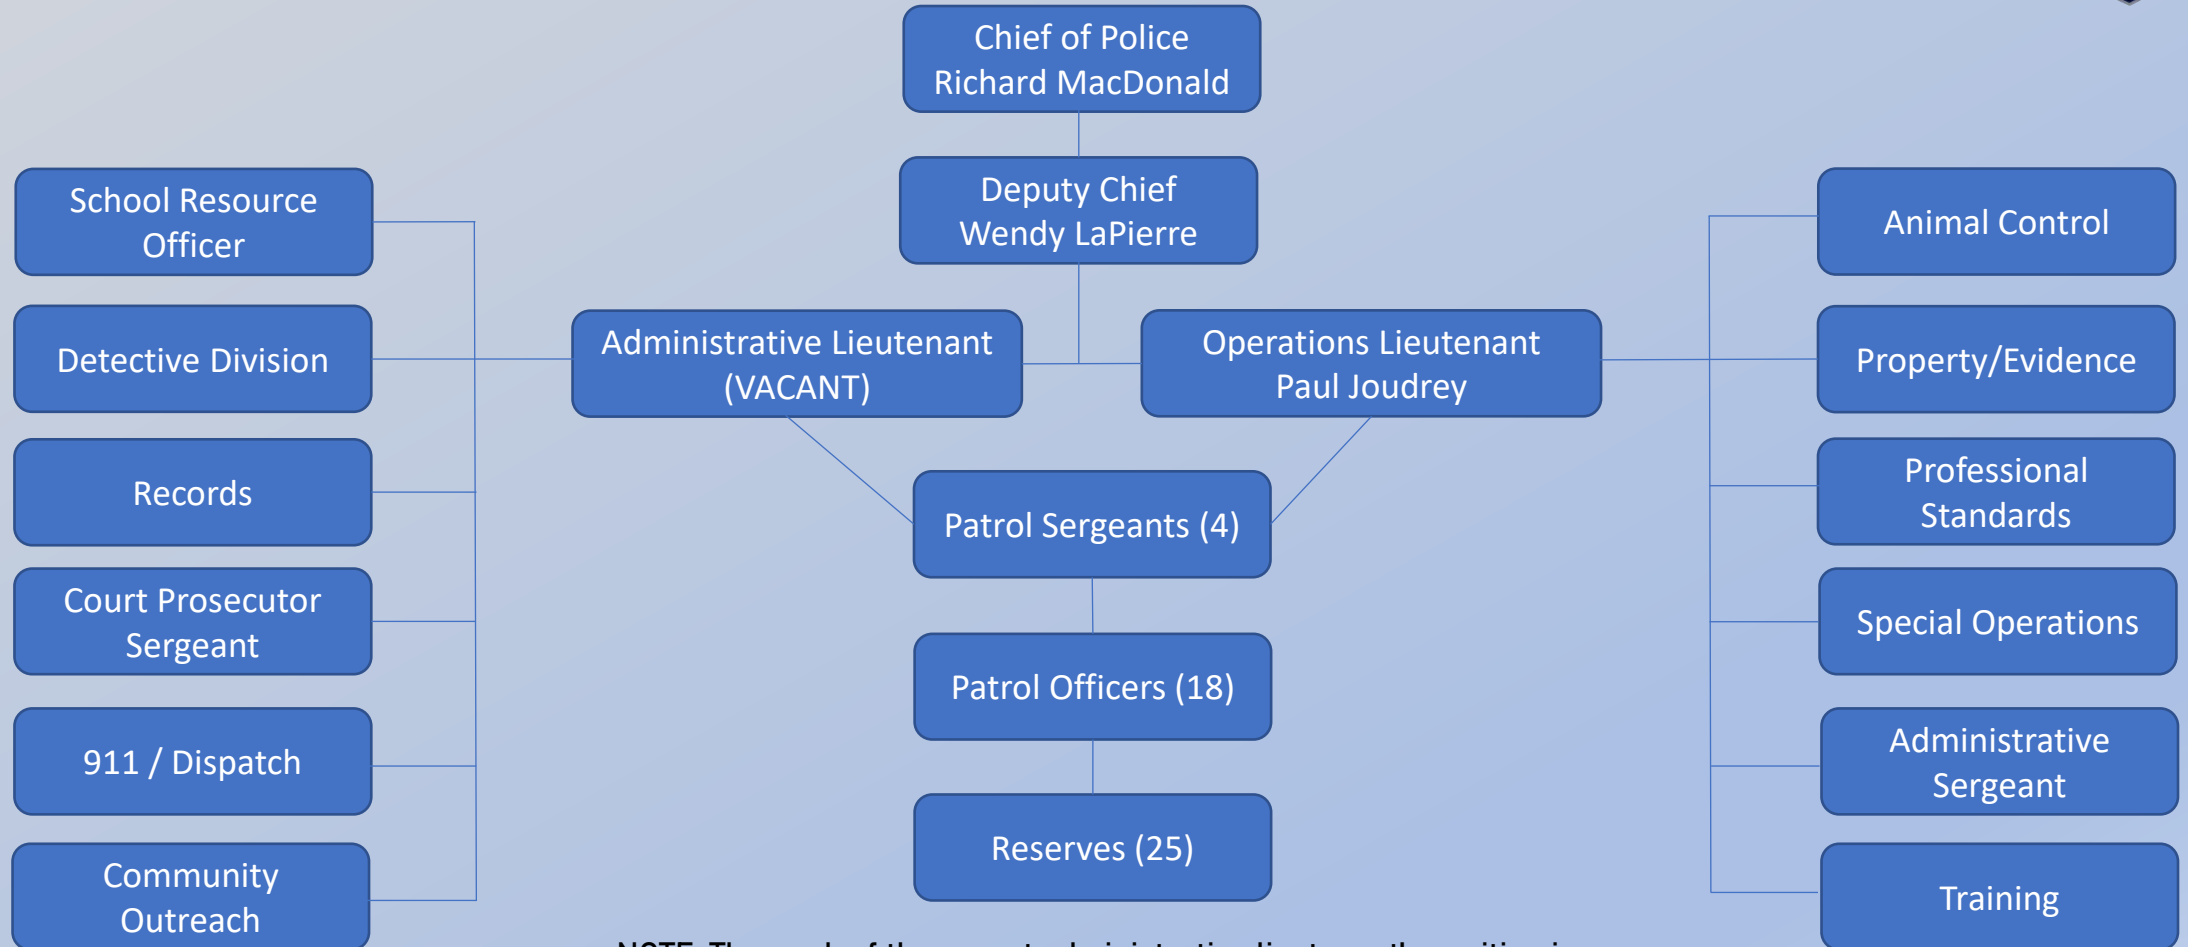 Chief of Police
Richard MacDonald
Deputy Chief
Wendy LaPierre
Administrative Lieutenant
(VACANT)
Operations Lieutenant
Paul Joudrey
Patrol Sergeants (4)
Patrol Officers (18)
Reserves (25)
School Resource
Officer
Detective Division
Records
Court Prosecutor
Sergeant
911 / Dispatch
Community
Outreach
Animal Control
Property/Evidence
Professional
Standards
Special Operations
Administrative
Sergeant
Training
NOTE: The